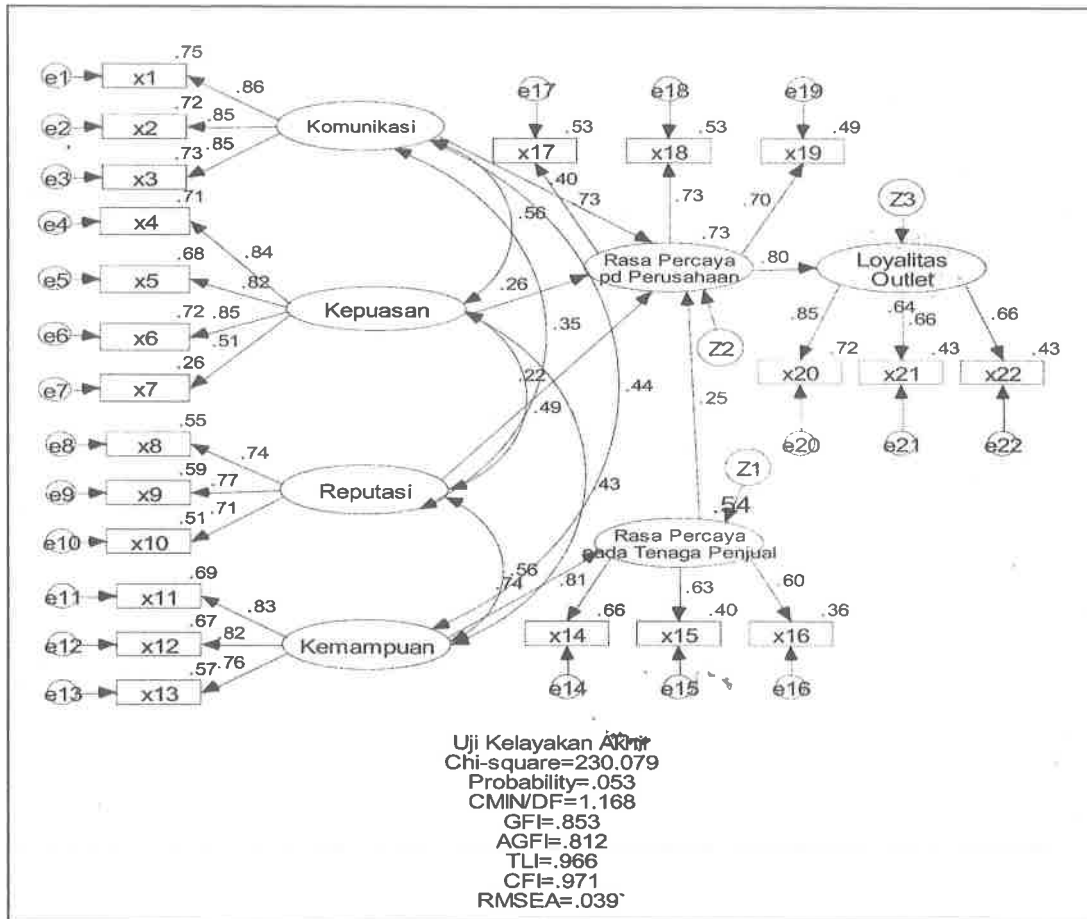 .75
e1 x1
.86
.72
e2 x2 .85
Komunikasi
.73 .85
e3 x3
.71
e4 x4
.84
.68
e5 x5 .82
Kepuasan
.72 .85
e6 x6
.51
.26
e7 x7
.55
e8 x8
.74
.59
e9 x9 .77
Reputasi
.51 .71
e10 x10
.69
e11 x11
.83
.67
e12 x12 .82
Kemampuan
.57 .76
e13 x13
e17 e18 e19
.53 .53 .49
x17 x18 x19
.40 .73 .73 .70
.56
.26
.35
.22
.49
.44
.43
.56
.74
.73
Rasa Percaya
pd Perusahaan
.80
Z3
Loyalitas
Outlet
.64
.85 .66 .66
.72 .43 .43
x20 x21 x22
e20 e21 e22
Z2
.25
Z1
.54
Rasa Percaya
pada Tenaga Penjual
.81 .63 .60
.66 .40 .36
x14 x15 x16
e14 e15 e16
Uji Kelayakan Akhir
Chi-square=230.079
Probability=.053
CMIN/DF=1.168
GFI=.853
AGFI=.812
TLI=.966
CFI=.971
RMSEA=.039